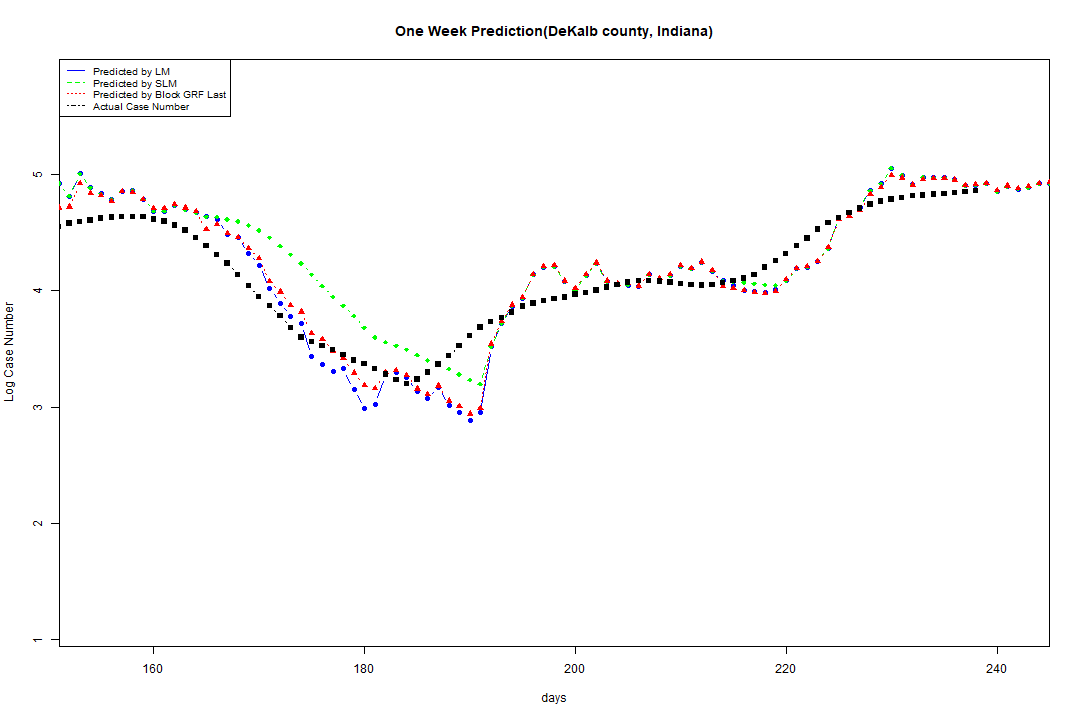 One Week Prediction(DeKalb county, Indiana)
Predicted by LM
Predicted by SLM
Predicted by Block GRF Last
Actual Case Number
5
4
3
2
1
Log Case Number
160 180 200 220 240
days